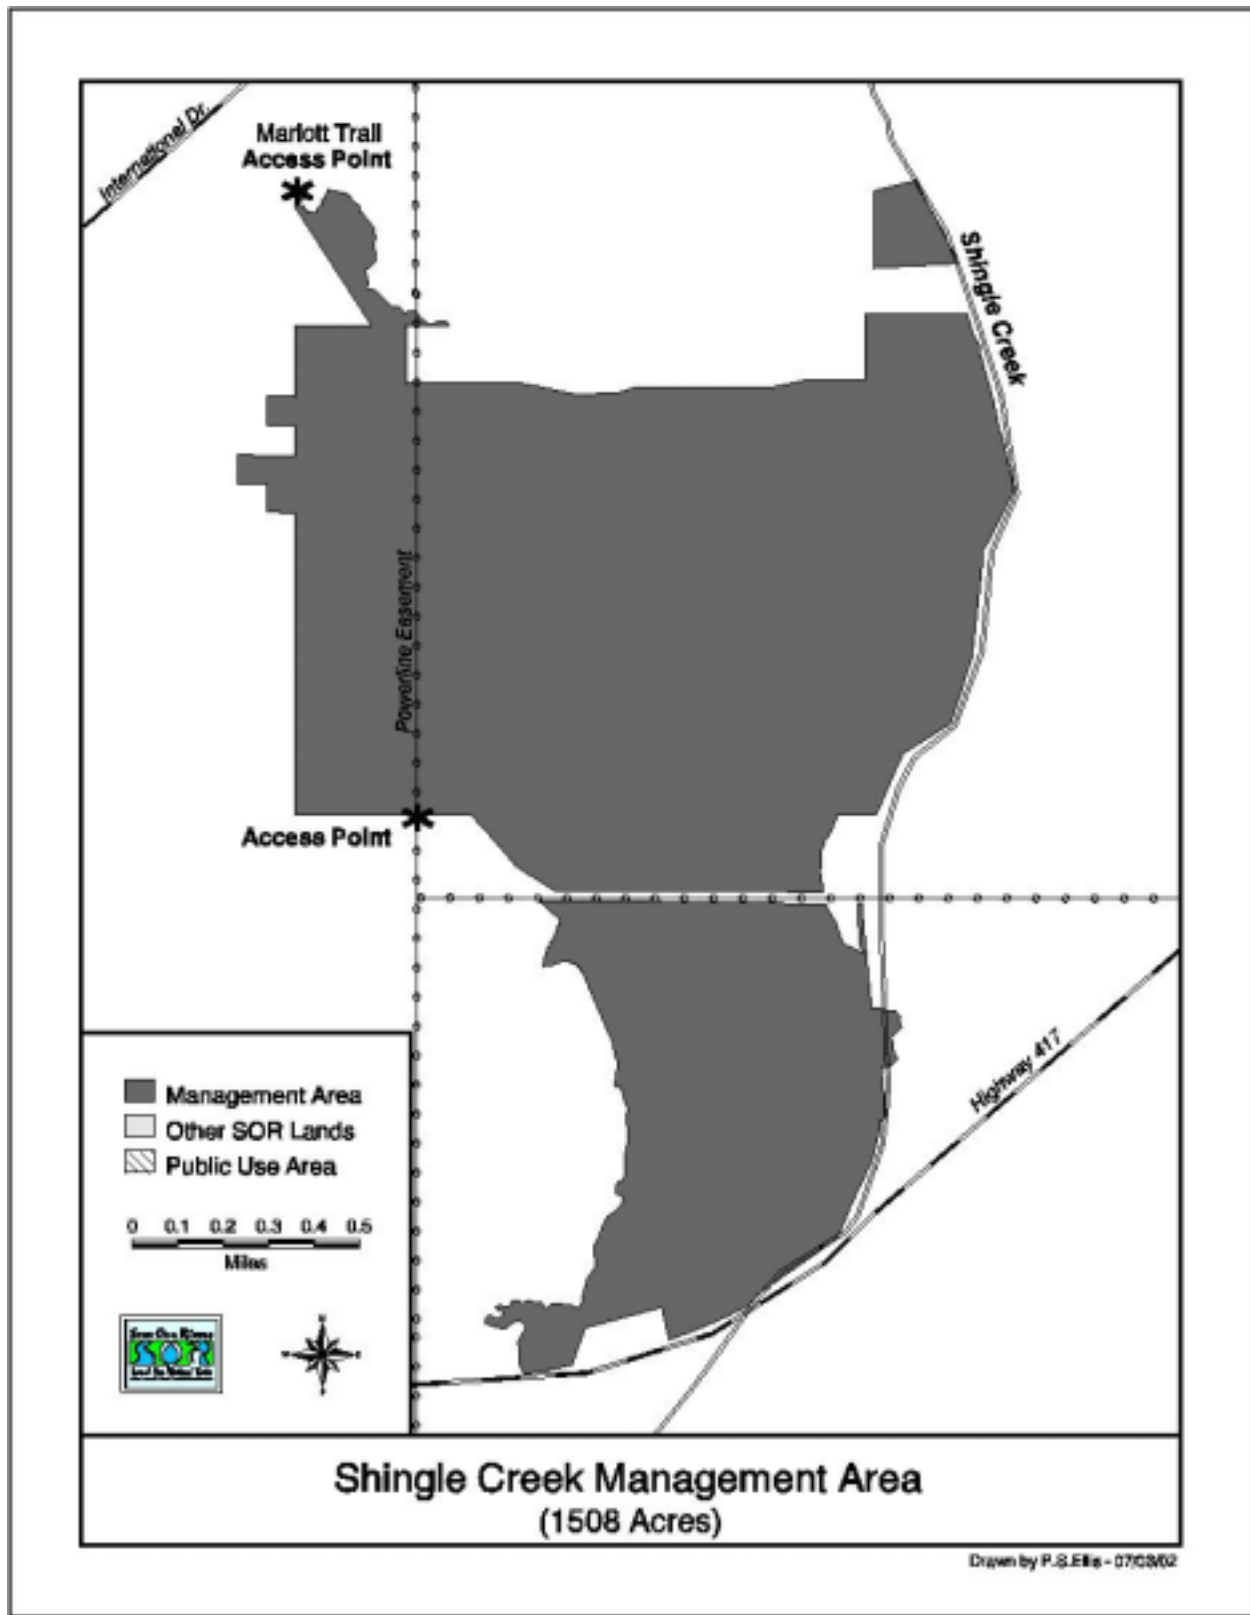 International Dr.
Marlott Trail
Access Point
Shingle Creek
Powerline Easement
Access Point
Highway 417
Management Area
Other SOR Lands
Public Use Area
0 0.1 0.2 0.3 0.4 0.5
Miles
Shingle Creek Management Area
(1508 Acres)
Drawn by P.S.Ellis - 07/03/02